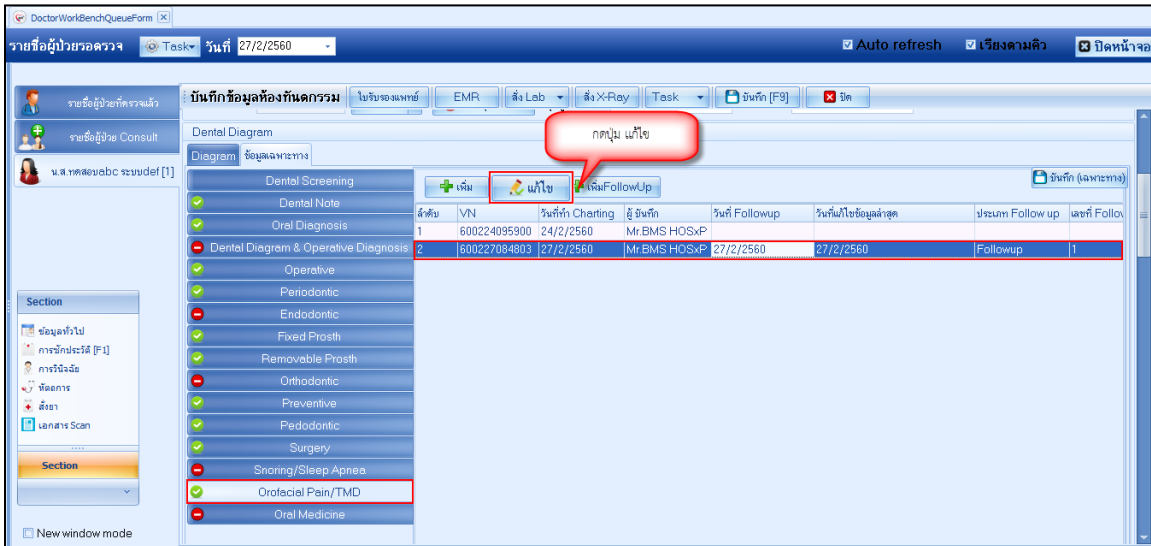 DoctorWorkBenchQueueForm
รายชื่อผู้ป่วยรอตรวจ Task วันที่ 27/2/2560 Auto refresh เรียงตามคิว ปิดหน้าจอ
รายชื่อผู้ป่วยที่ตรวจแล้ว
รายชื่อผู้ป่วย Consult
น.ส.ทดสอบabc ระบบdef [1]
บันทึกข้อมูลห้องทันตกรรม ใบรับรองแพทย์ EMR สั่ง Lab สั่ง X-Ray Task บันทึก [F9] ปิด
กดปุ่ม แก้ไข
Dental Diagram
Diagram ข้อมูลเฉพาะทาง
เพิ่ม แก้ไข เพิ่มFollowUp บันทึก (เฉพาะทาง)
ลำดับ VN วันที่ทำ Charting ผู้บันทึก วันที่ Followup วันที่แก้ไขข้อมูลล่าสุด ประเภท Follow up เลขที่ Follow
1 600224095900 24/2/2560 Mr.BMS HOSxP
2 600227084803 27/2/2560 Mr.BMS HOSxP 27/2/2560 27/2/2560 Followup 1
Dental Screening
Dental Note
Oral Diagnosis
Dental Diagram & Operative Diagnosis
Operative
Periodontic
Endodontic
Fixed Prosth
Removable Prosth
Orthodontic
Preventive
Pedodontic
Surgery
Snoring/Sleep Apnea
Orofacial Pain/TMD
Oral Medicine
Section
ข้อมูลทั่วไป
การซักประวัติ [F1]
การวินิจฉัย
หัตถการ
สั่งยา
เอกสาร Scan
Section
New window mode